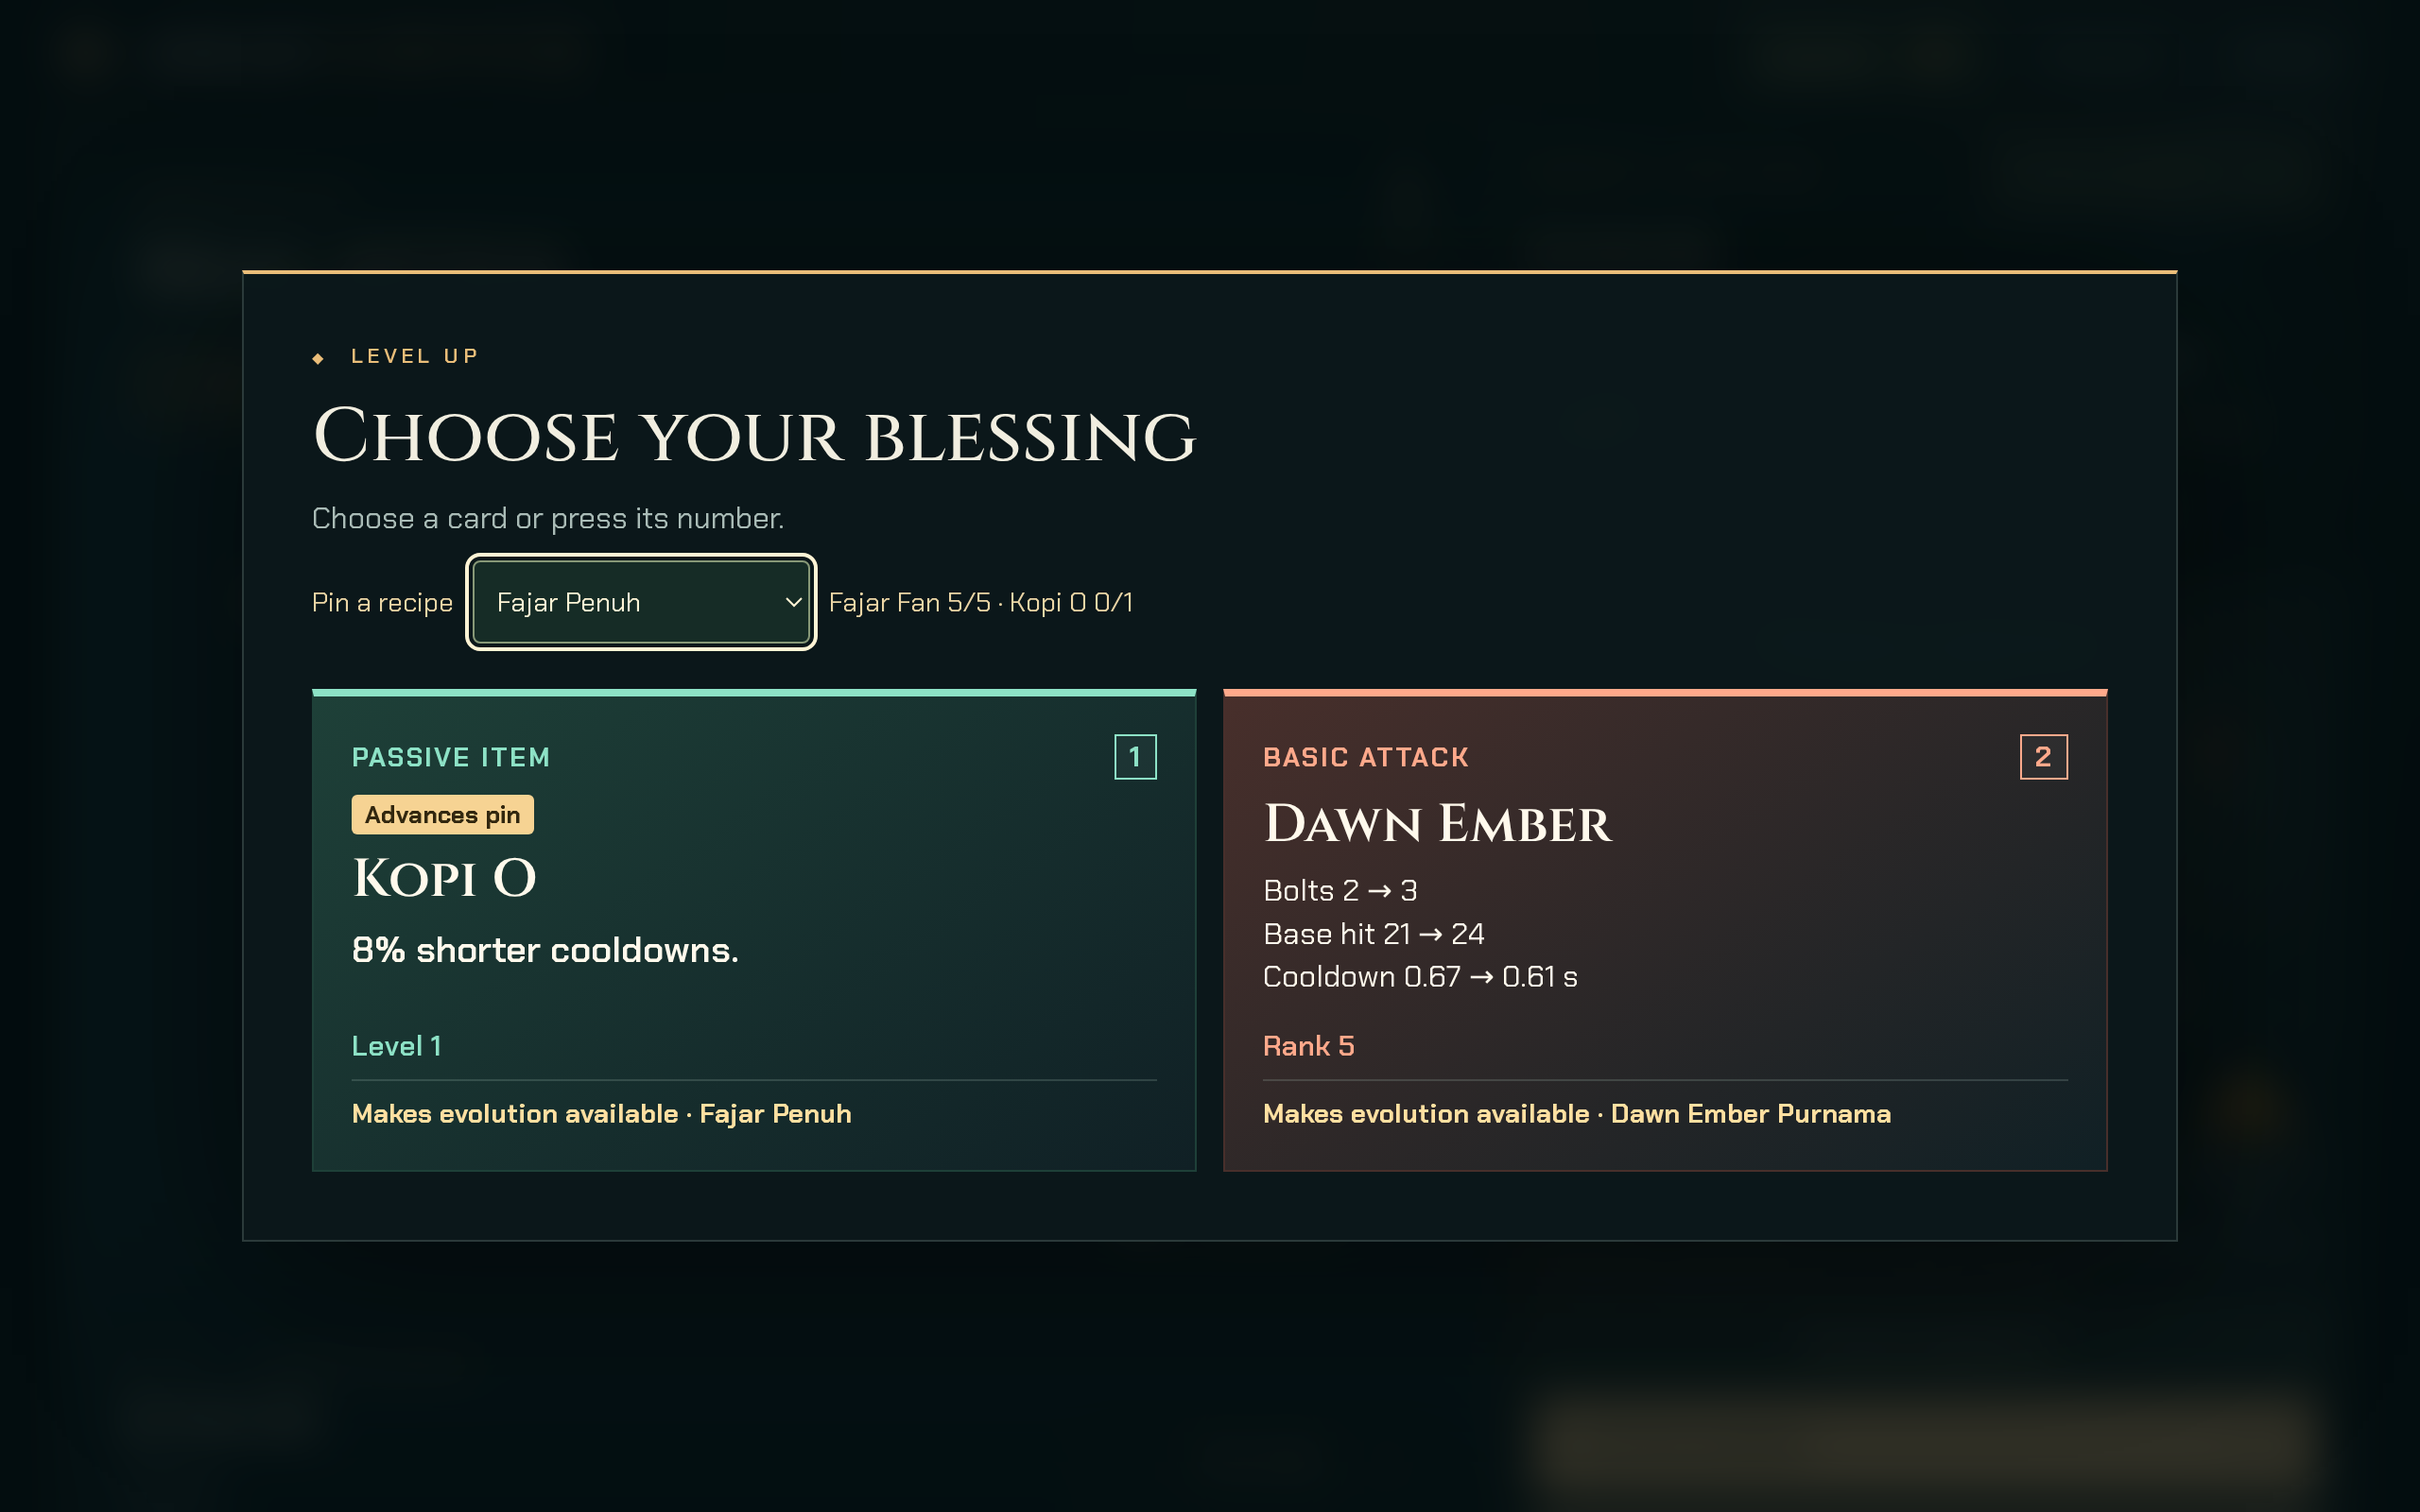 LEVEL UP
Choose your blessing
Choose a card or press its number.
Pin a recipe Fajar Penuh Fajar Fan 5/5 · Kopi O 0/1
PASSIVE ITEM 1
Advances pin
Kopi O
8% shorter cooldowns.
Level 1
Makes evolution available · Fajar Penuh
BASIC ATTACK 2
Dawn Ember
Bolts 2 → 3
Base hit 21 → 24
Cooldown 0.67 → 0.61 s
Rank 5
Makes evolution available · Dawn Ember Purnama